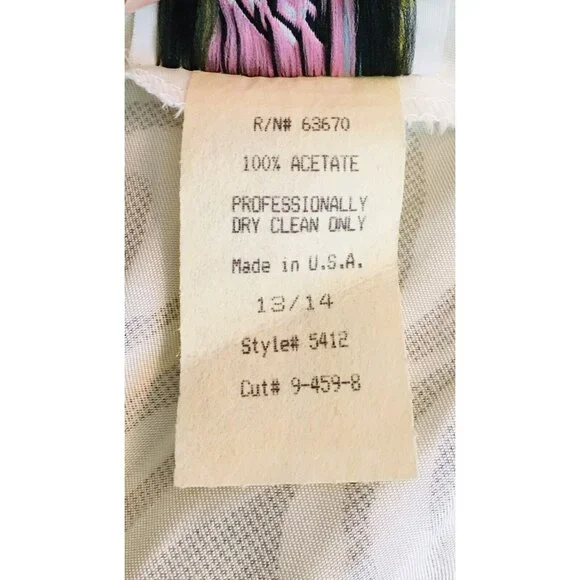 R/N# 63670
100% ACETATE
PROFESSIONALLY
DRY CLEAN ONLY
Made in U.S.A.
13/14
Style# 5412
Cut# 9-459-8